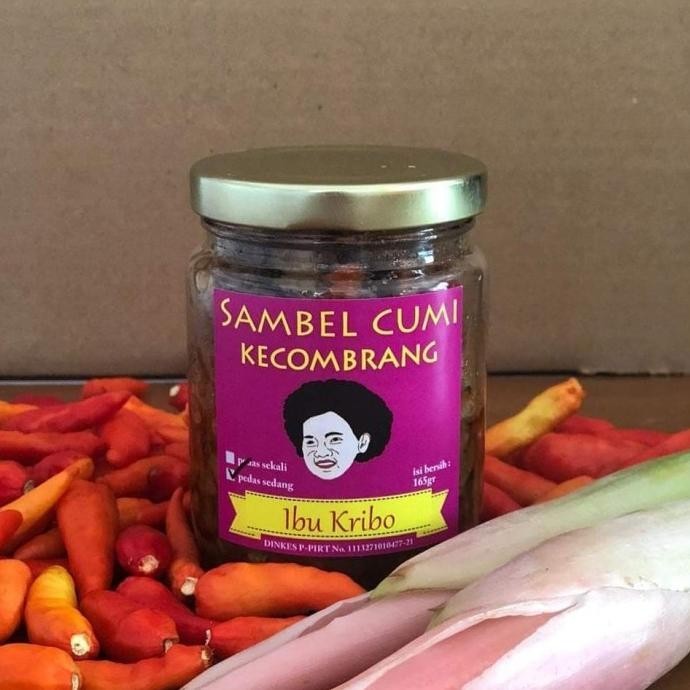 SAMBEL CUMI
KECOMBRANG
pedas sekali
pedas sedang
isi bersih :
165gr
Ibu Kribo
DINKES P-PIRT No. 1113271010477-21